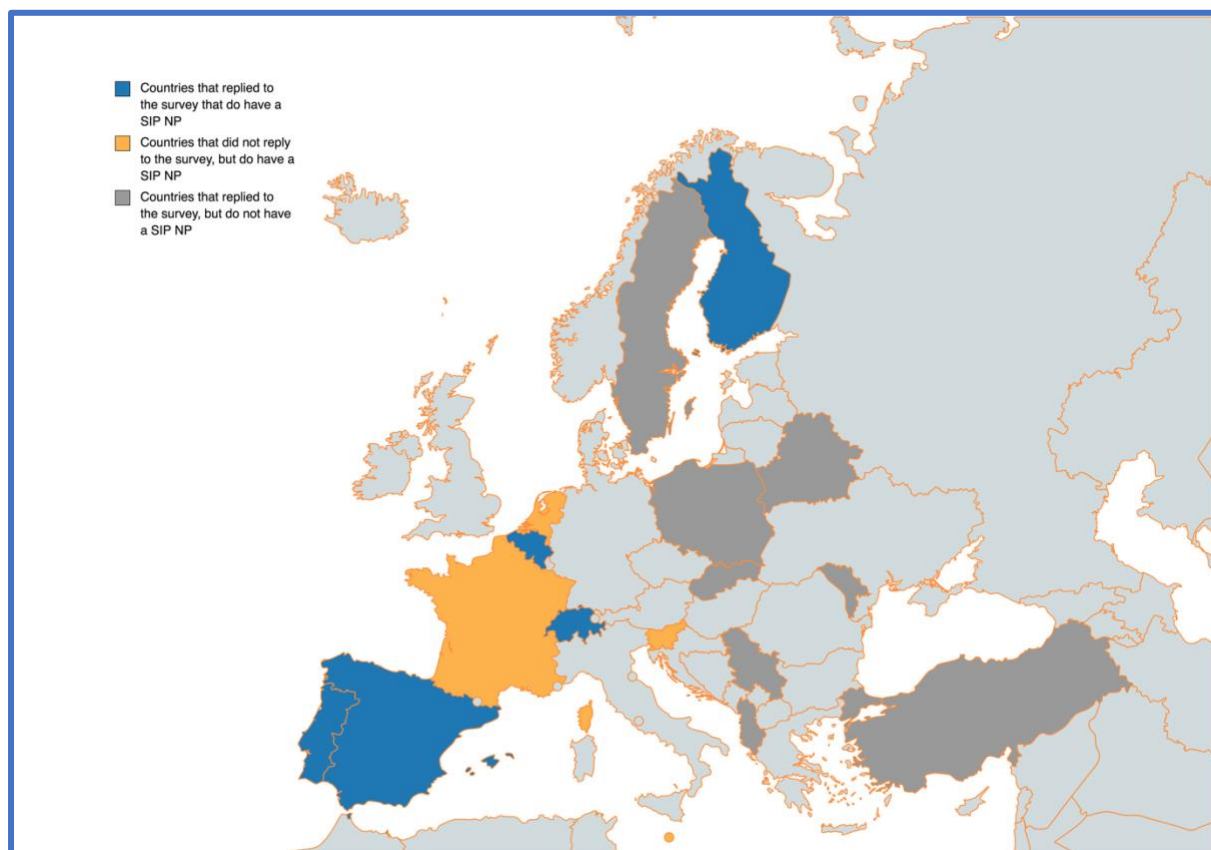 Countries that replied to
the survey that do have a
SIP NP
Countries that did not reply
to the survey, but do have a
SIP NP
Countries that replied to
the survey, but do not have
a SIP NP